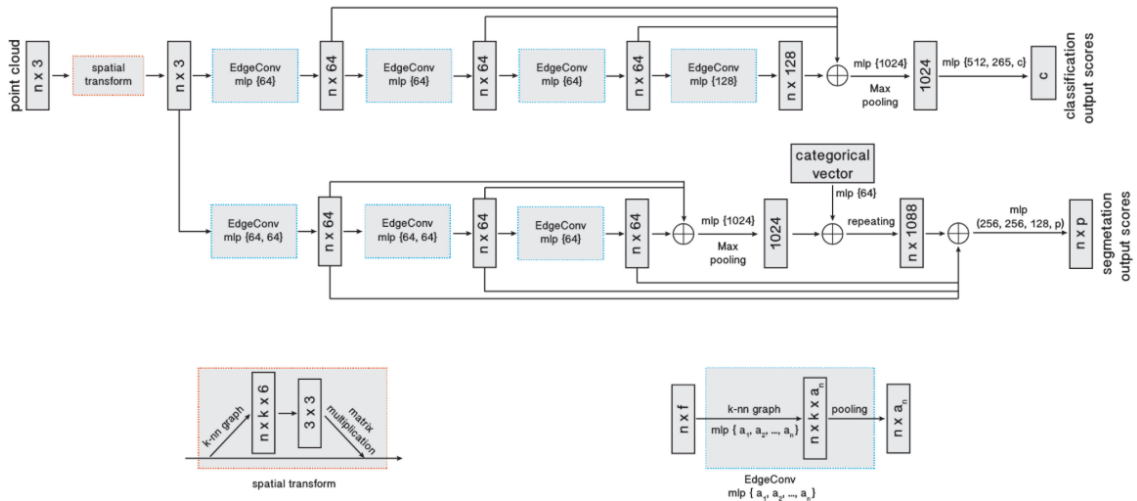 point cloud
n x 3
spatial
transform
n x 3
EdgeConv
mlp {64}
n x 64
EdgeConv
mlp {64}
n x 64
EdgeConv
mlp {64}
n x 64
EdgeConv
mlp {128}
n x 128
mlp {1024}
Max
pooling
1024
mlp {512, 265, c}
c
classification
output scores
EdgeConv
mlp {64, 64}
n x 64
EdgeConv
mlp {64, 64}
n x 64
EdgeConv
mlp {64}
n x 64
mlp {1024}
Max
pooling
1024
categorical
vector
mlp {64}
repeating
n x 1088
mlp
{256, 256, 128, p}
n x p
segmetation
output scores
k-nn graph
n x k x 6
3 x 3
matrix
multiplication
spatial transform
n x f
k-nn graph
mlp { a₁, a₂, ..., aₙ}
n x k x aₙ
pooling
n x aₙ
EdgeConv
mlp { a₁, a₂, ..., aₙ}